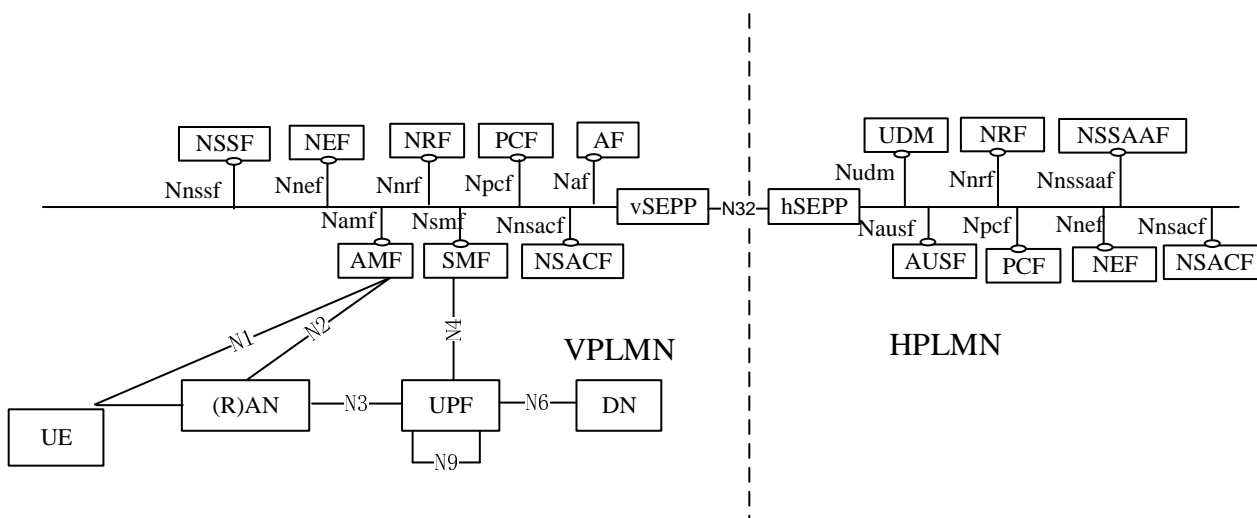 NSSF NEF NRF PCF AF UDM NRF NSSAAF
Nnssf Nnef Nnrf Npcf Naf Nudm Nnrf Nnssaaf
vSEPP N32 hSEPP
Namf Nsmf Nnsacf Nausf Npcf Nnef Nnsacf
AMF SMF NSACF AUSF PCF NEF NSACF
N1 N2 N4 VPLMN HPLMN
UE (R)AN N3 UPF N6 DN
N9